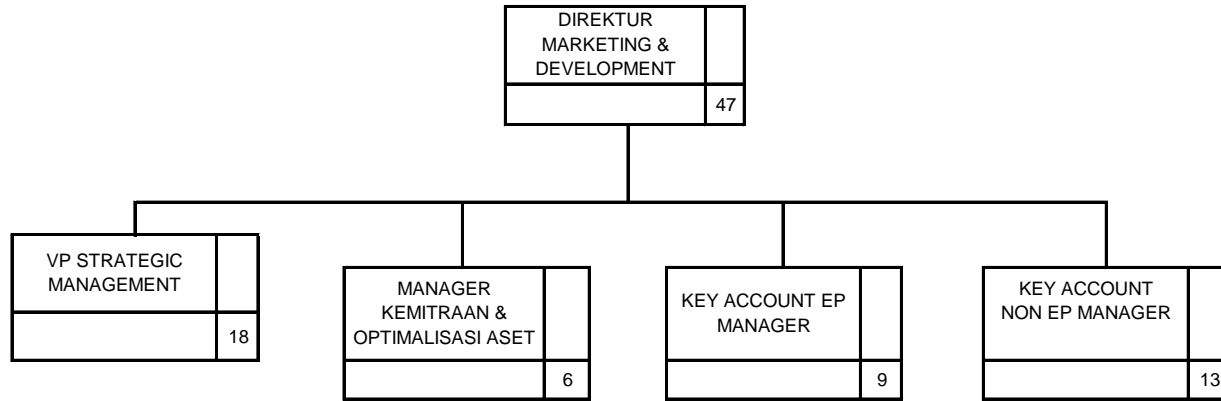 DIREKTUR
MARKETING &
DEVELOPMENT
47
VP STRATEGIC
MANAGEMENT
18
MANAGER
KEMITRAAN &
OPTIMALISASI ASET
6
KEY ACCOUNT EP
MANAGER
9
KEY ACCOUNT
NON EP MANAGER
13